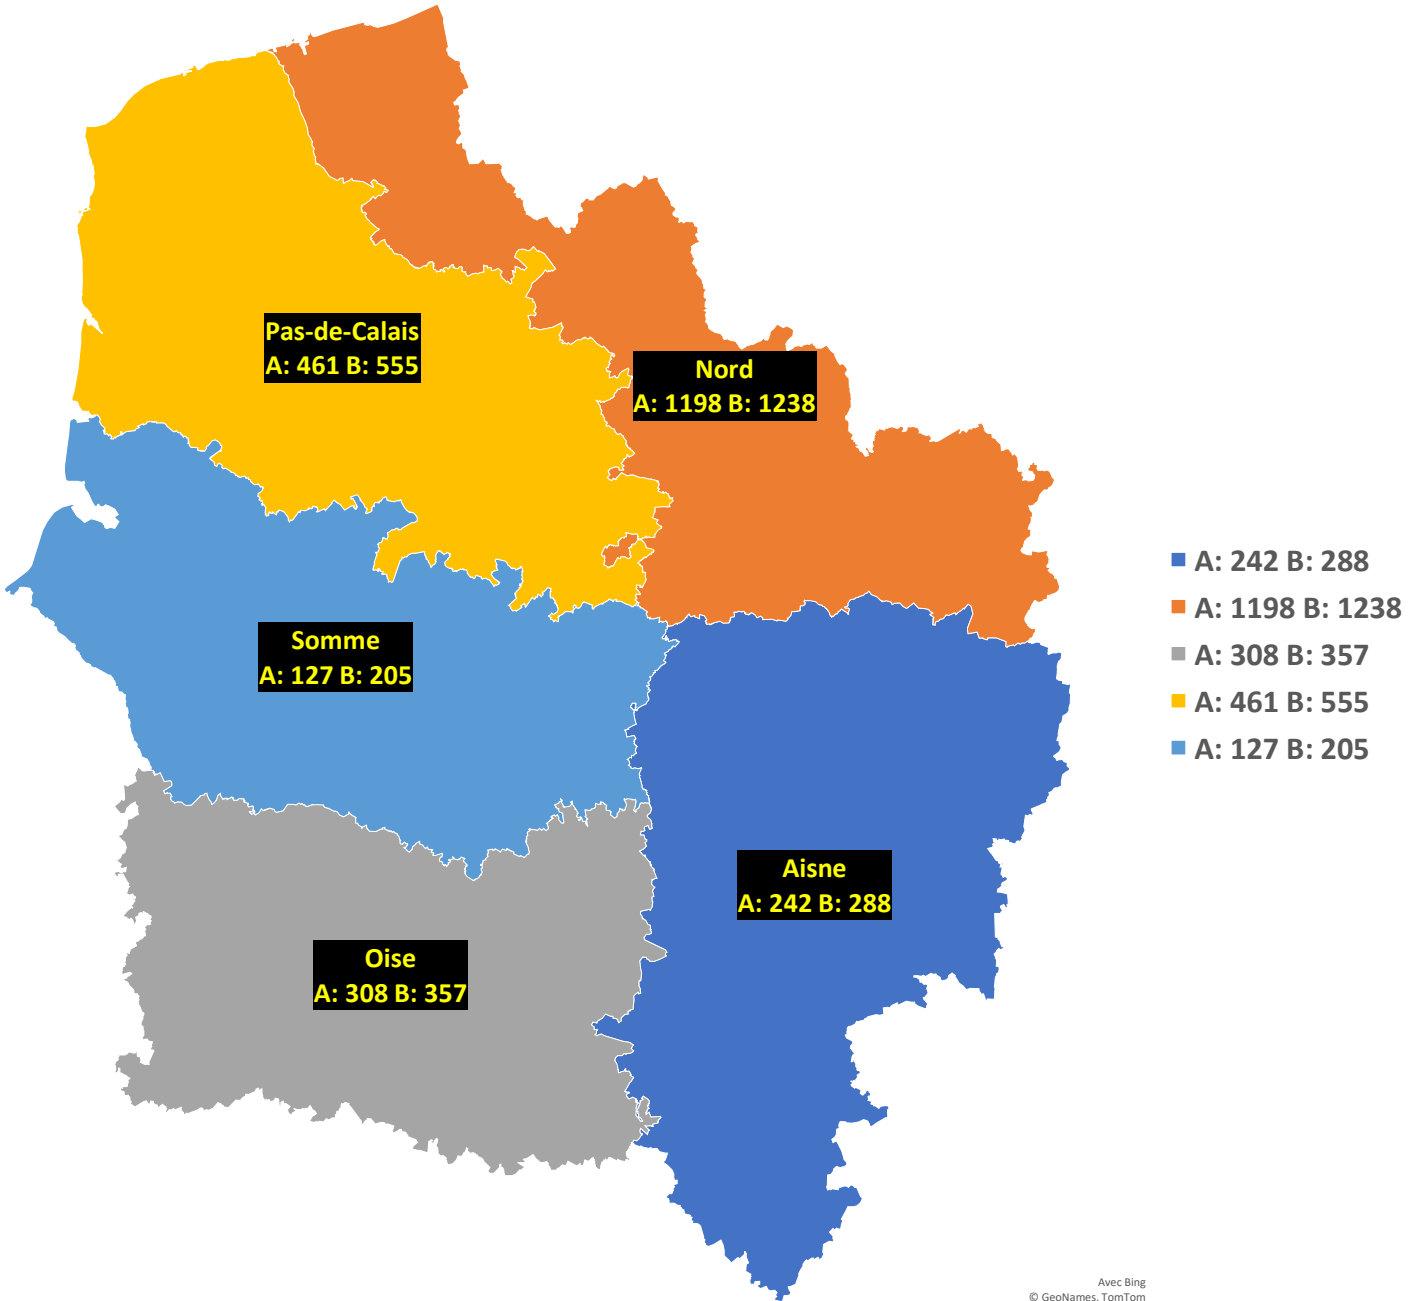 Pas-de-Calais
A: 461 B: 555
Nord
A: 1198 B: 1238
Somme
A: 127 B: 205
Aisne
A: 242 B: 288
Oise
A: 308 B: 357
A: 242 B: 288
A: 1198 B: 1238
A: 308 B: 357
A: 461 B: 555
A: 127 B: 205
Avec Bing
© GeoNames, TomTom